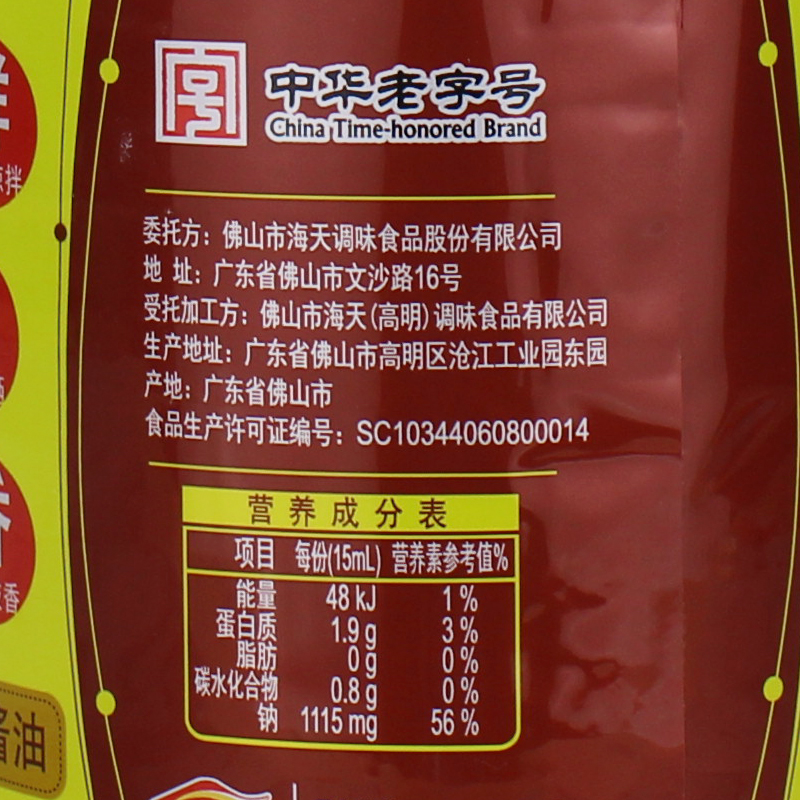 中华老字号
China Time-honored Brand
委托方：佛山市海天调味食品股份有限公司
地 址：广东省佛山市文沙路16号
受托加工方：佛山市海天(高明)调味食品有限公司
生产地址：广东省佛山市高明区沧江工业园东园
产地：广东省佛山市
食品生产许可证编号：SC10344060800014
营养成分表
项目 每份(15mL) 营养素参考值%
能量 48 kJ 1 %
蛋白质 1.9 g 3 %
脂肪 0 g 0 %
碳水化合物 0.8 g 0 %
钠 1115 mg 56 %
拌
香
酱油